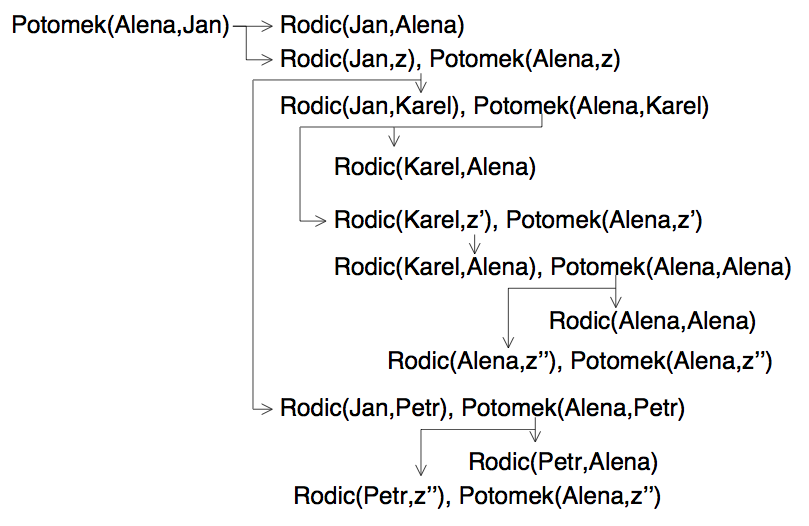 Potomek(Alena,Jan) Rodic(Jan,Alena)
Rodic(Jan,z), Potomek(Alena,z)
Rodic(Jan,Karel), Potomek(Alena,Karel)
Rodic(Karel,Alena)
Rodic(Karel,z’), Potomek(Alena,z’)
Rodic(Karel,Alena), Potomek(Alena,Alena)
Rodic(Alena,Alena)
Rodic(Alena,z’’), Potomek(Alena,z’’)
Rodic(Jan,Petr), Potomek(Alena,Petr)
Rodic(Petr,Alena)
Rodic(Petr,z’’), Potomek(Alena,z’’)